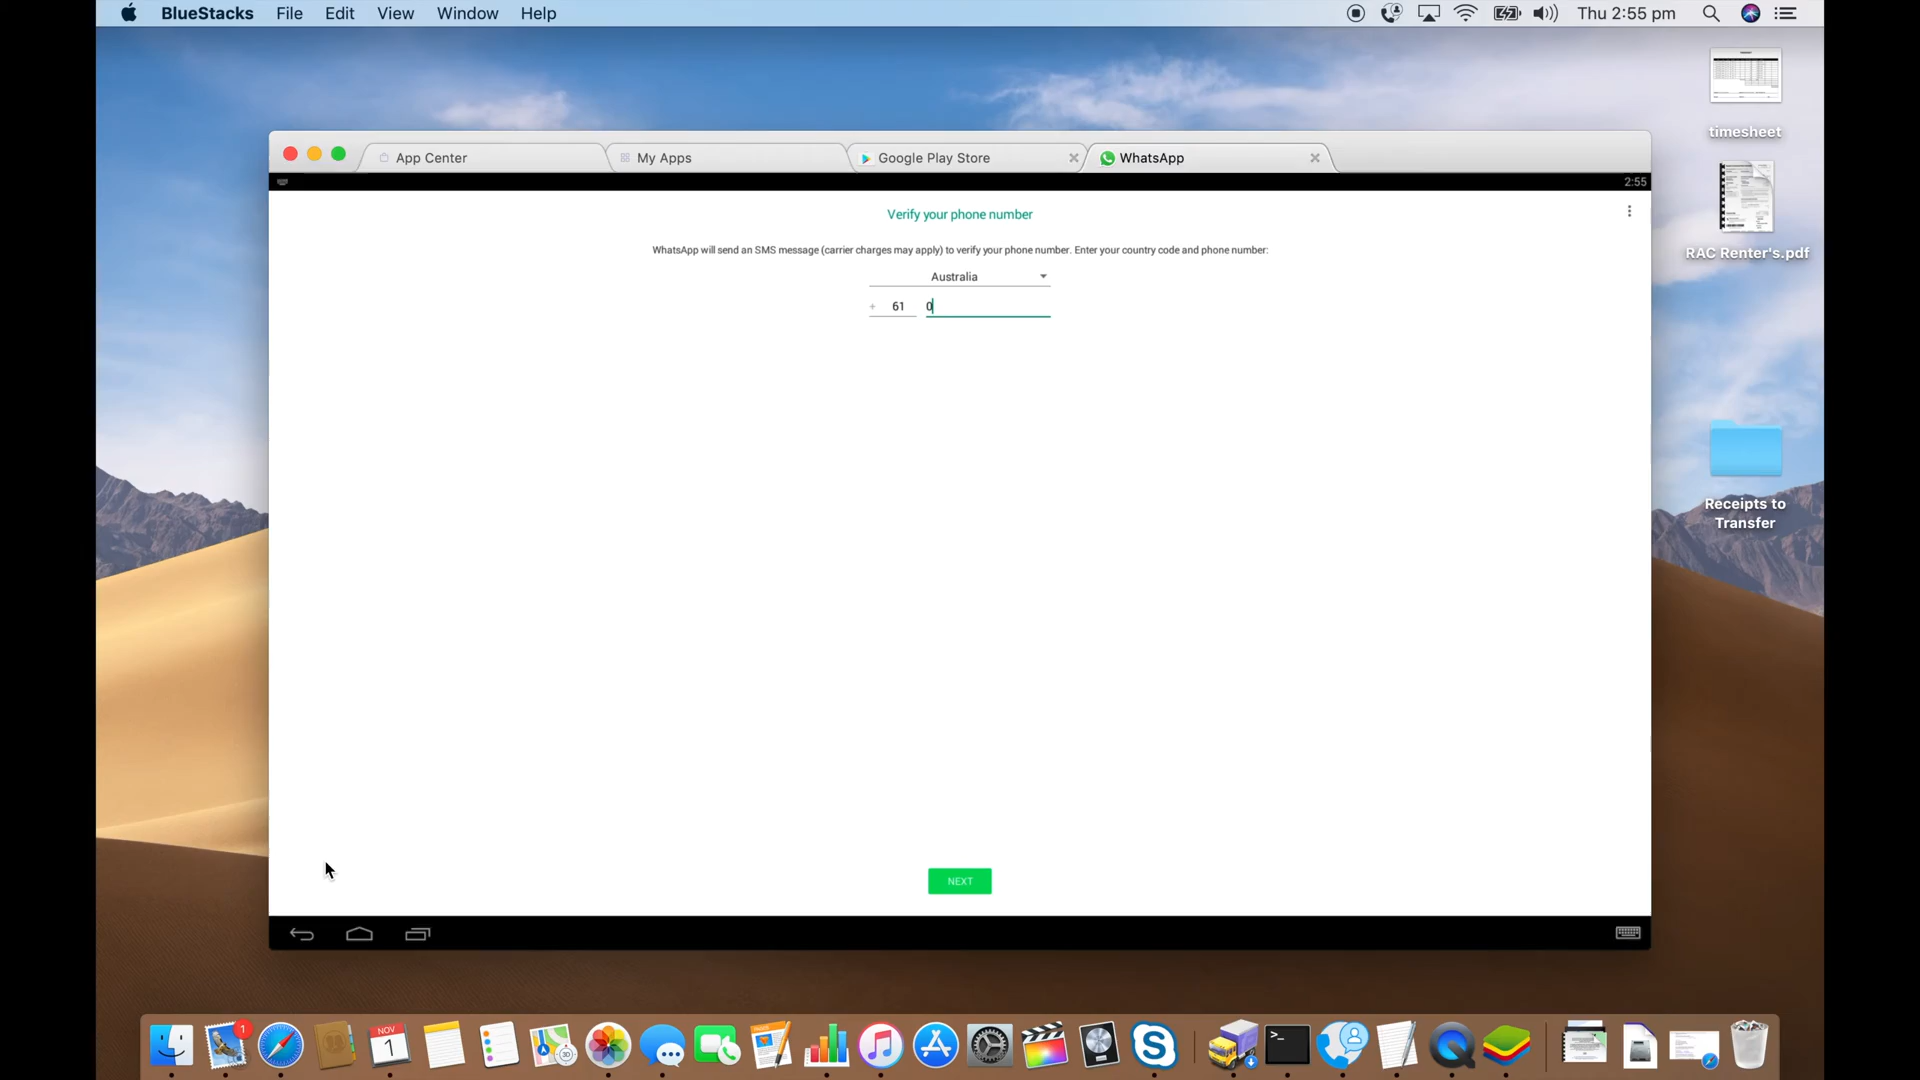 BlueStacks File Edit View Window Help Thu 2:55 pm
timesheet
App Center My Apps Google Play Store WhatsApp
2:55
Verify your phone number
WhatsApp will send an SMS message (carrier charges may apply) to verify your phone number. Enter your country code and phone number:
Australia
+ 61 0
RAC Renter's.pdf
Receipts to
Transfer
NEXT
1
NOV
1
3D
>_